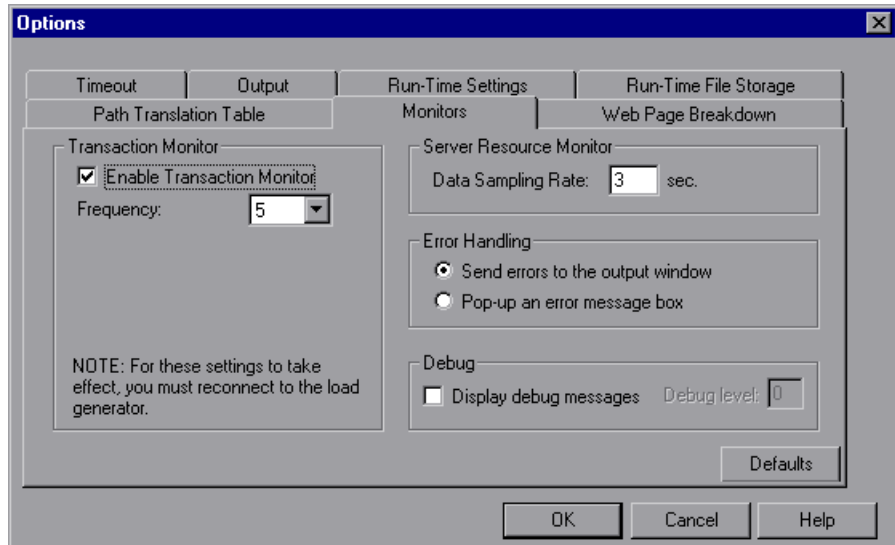 Options
Timeout
Output
Run-Time Settings
Run-Time File Storage
Path Translation Table
Monitors
Web Page Breakdown
Transaction Monitor
Enable Transaction Monitor
Frequency: 5
NOTE: For these settings to take
effect, you must reconnect to the load
generator.
Server Resource Monitor
Data Sampling Rate: 3 sec.
Error Handling
Send errors to the output window
Pop-up an error message box
Debug
Display debug messages Debug level: 0
Defaults
OK
Cancel
Help